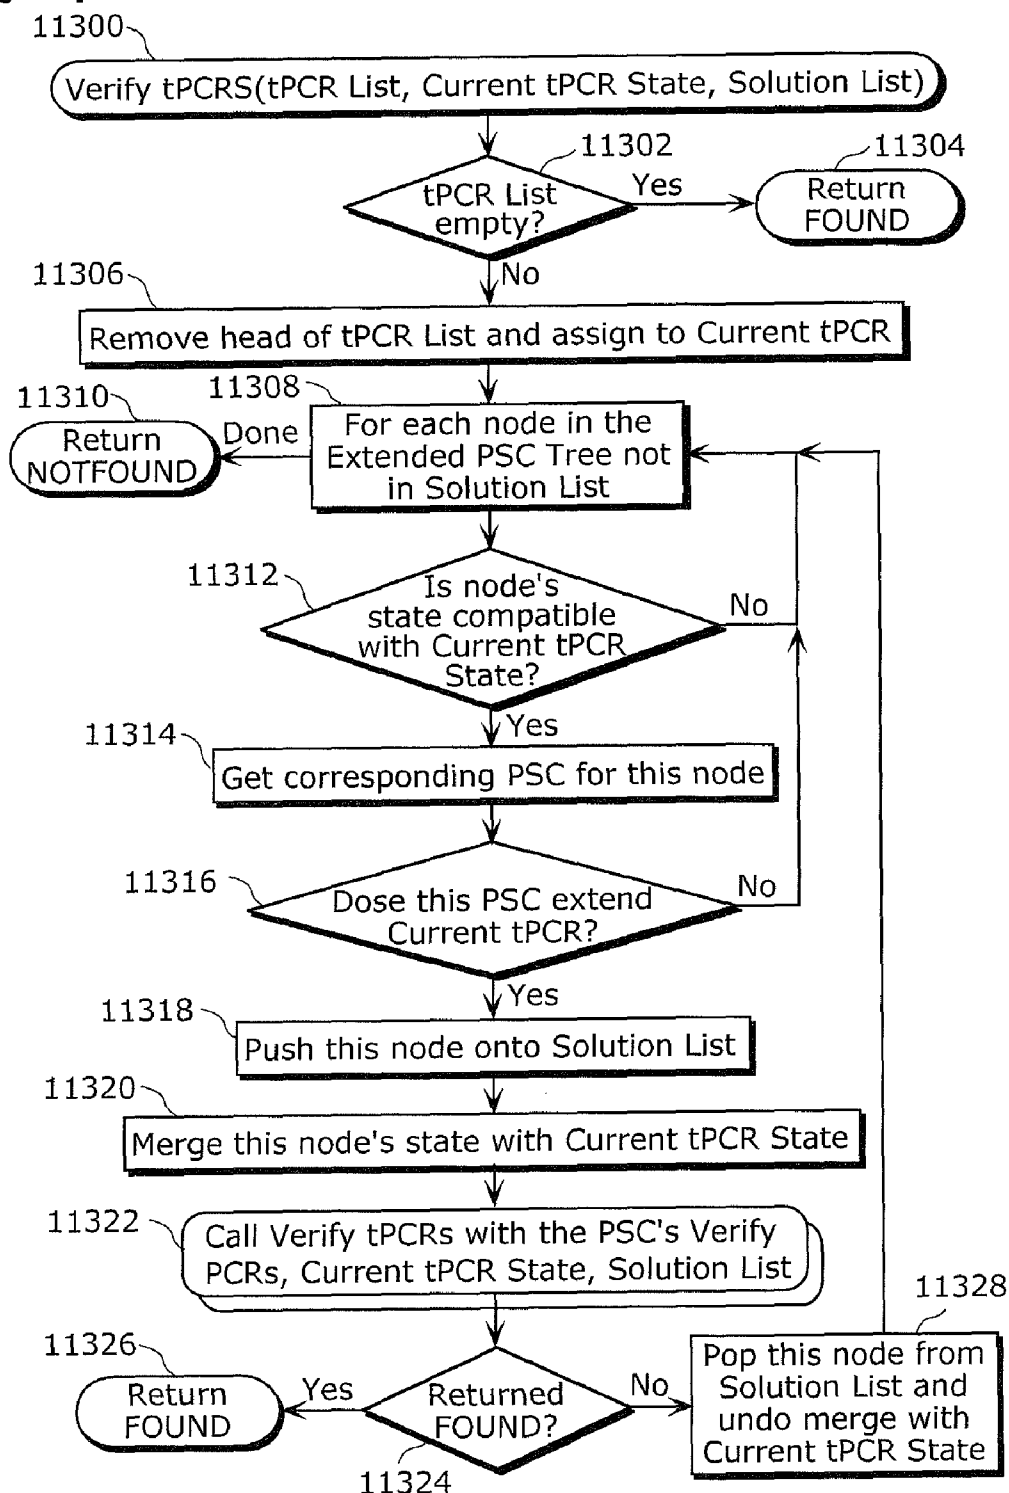 11300
Verify tPCRS(tPCR List, Current tPCR State, Solution List)
11302
11304
tPCR List
empty?
Yes
Return
FOUND
No
11306
Remove head of tPCR List and assign to Current tPCR
11308
11310
Return
NOTFOUND
Done
For each node in the
Extended PSC Tree not
in Solution List
11312
Is node's
state compatible
with Current tPCR
State?
No
Yes
11314
Get corresponding PSC for this node
11316
Dose this PSC extend
Current tPCR?
No
Yes
11318
Push this node onto Solution List
11320
Merge this node's state with Current tPCR State
11322
Call Verify tPCRs with the PSC's Verify
PCRs, Current tPCR State, Solution List
11328
11326
Return
FOUND
Yes
Returned
FOUND?
No
Pop this node from
Solution List and
undo merge with
Current tPCR State
11324